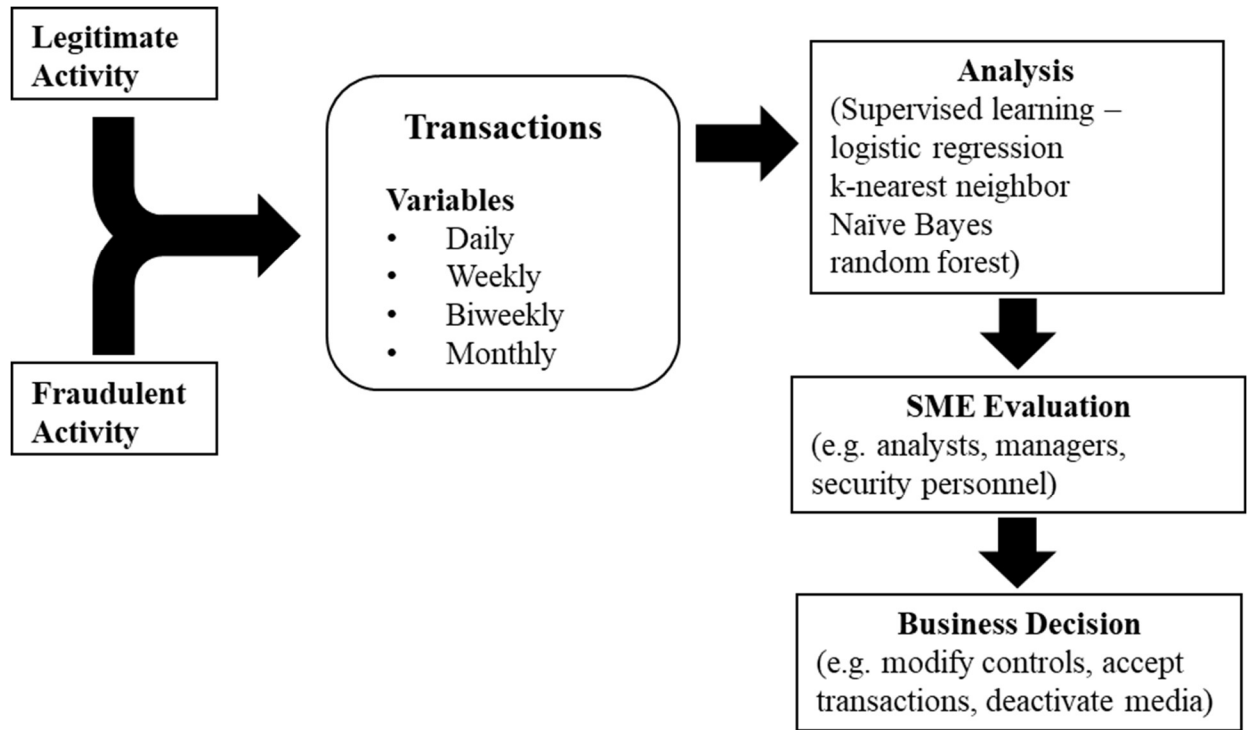 Legitimate
Activity
Fraudulent
Activity
Transactions
Variables
• Daily
• Weekly
• Biweekly
• Monthly
Analysis
(Supervised learning –
logistic regression
k-nearest neighbor
Naïve Bayes
random forest)
SME Evaluation
(e.g. analysts, managers,
security personnel)
Business Decision
(e.g. modify controls, accept
transactions, deactivate media)